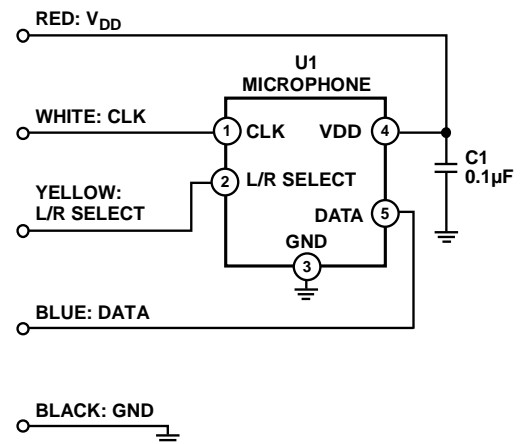 RED: VDD
U1
MICROPHONE
WHITE: CLK
1 CLK VDD 4
C1
0.1µF
2 L/R SELECT
YELLOW:
L/R SELECT
DATA 5
GND
3
BLUE: DATA
BLACK: GND